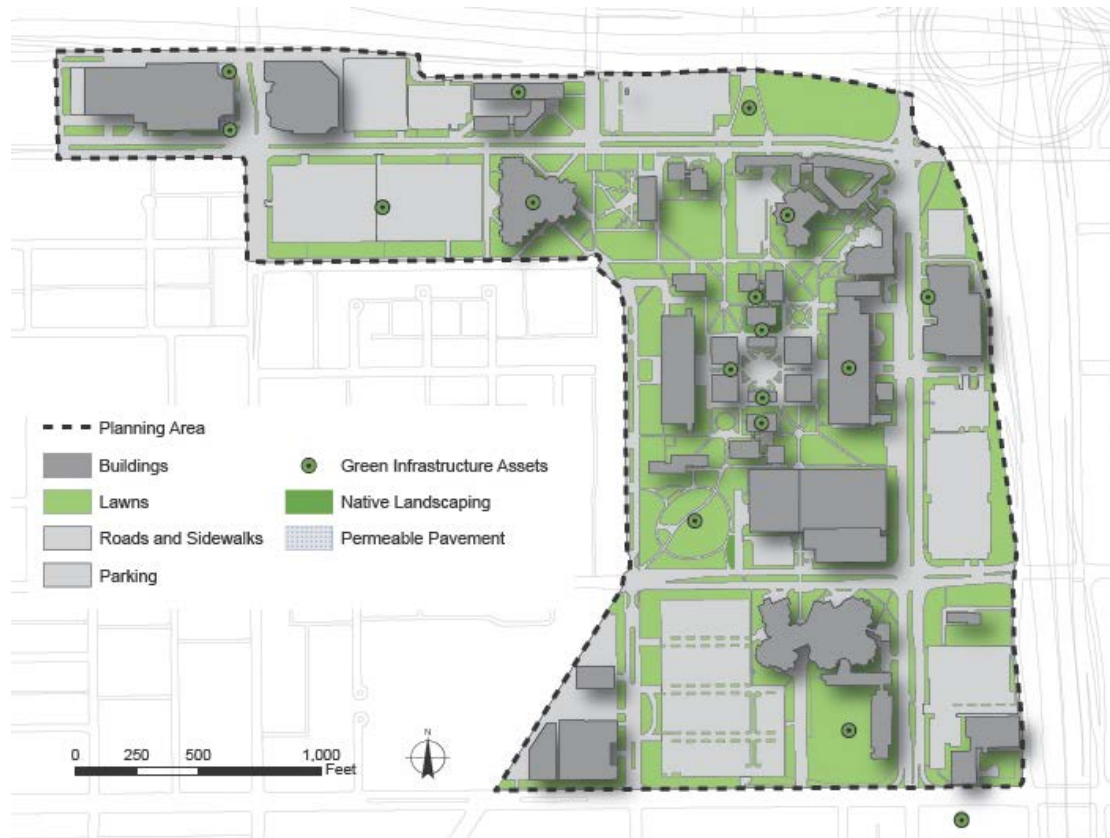 Planning Area
Buildings
Green Infrastructure Assets
Lawns
Native Landscaping
Roads and Sidewalks
Permeable Pavement
Parking
0 250 500 1,000
Feet
N